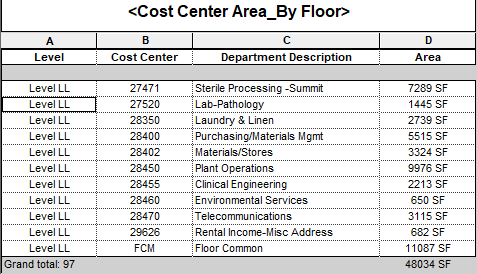 <Cost Center Area_By Floor>
A B C D
Level Cost Center Department Description Area
Level LL 27471 Sterile Processing -Summit 7289 SF
Level LL 27520 Lab-Pathology 1445 SF
Level LL 28350 Laundry & Linen 2739 SF
Level LL 28400 Purchasing/Materials Mgmt 5515 SF
Level LL 28402 Materials/Stores 3324 SF
Level LL 28450 Plant Operations 9976 SF
Level LL 28455 Clinical Engineering 2213 SF
Level LL 28460 Environmental Services 650 SF
Level LL 28470 Telecommunications 3115 SF
Level LL 29626 Rental Income-Misc Address 682 SF
Level LL FCM Floor Common 11087 SF
Grand total: 97 48034 SF